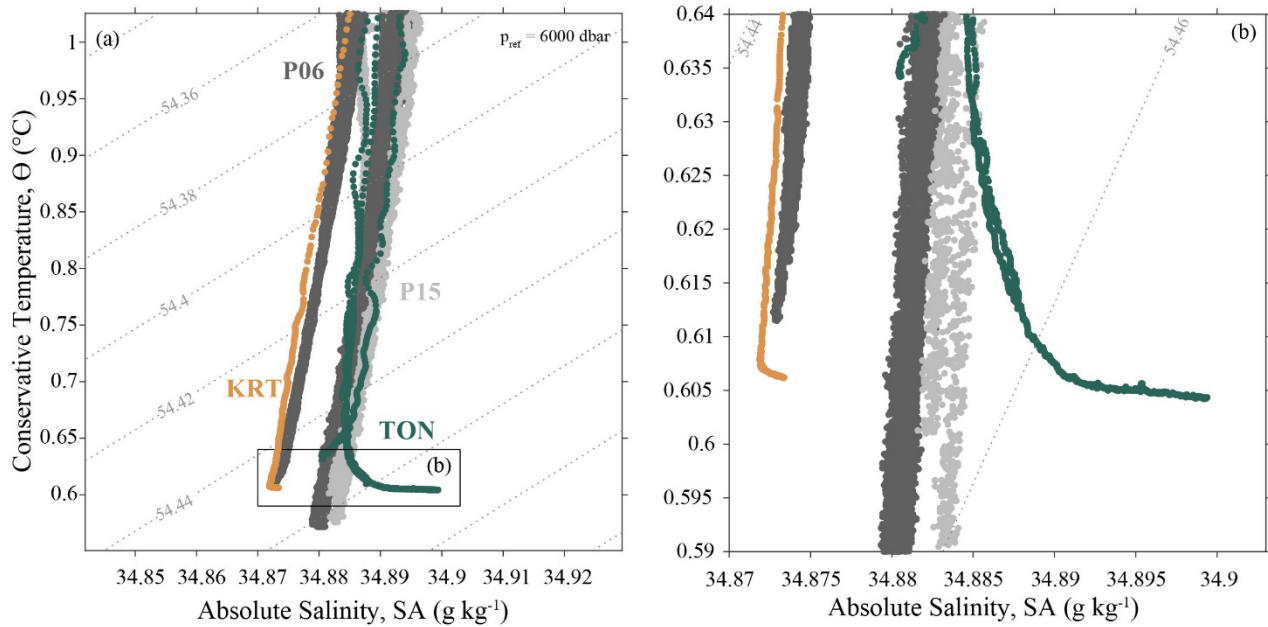 (a)
p_ref = 6000 dbar
P06
54.36
54.38
54.4
54.42
54.44
P15
KRT
TON
(b)
1
0.95
0.9
0.85
0.8
0.75
0.7
0.65
0.6
Conservative Temperature, Θ (°C)
34.85 34.86 34.87 34.88 34.89 34.9 34.91 34.92
Absolute Salinity, SA (g kg⁻¹)
(b)
54.44
54.46
0.64
0.635
0.63
0.625
0.62
0.615
0.61
0.605
0.6
0.595
0.59
34.87 34.875 34.88 34.885 34.89 34.895 34.9
Absolute Salinity, SA (g kg⁻¹)